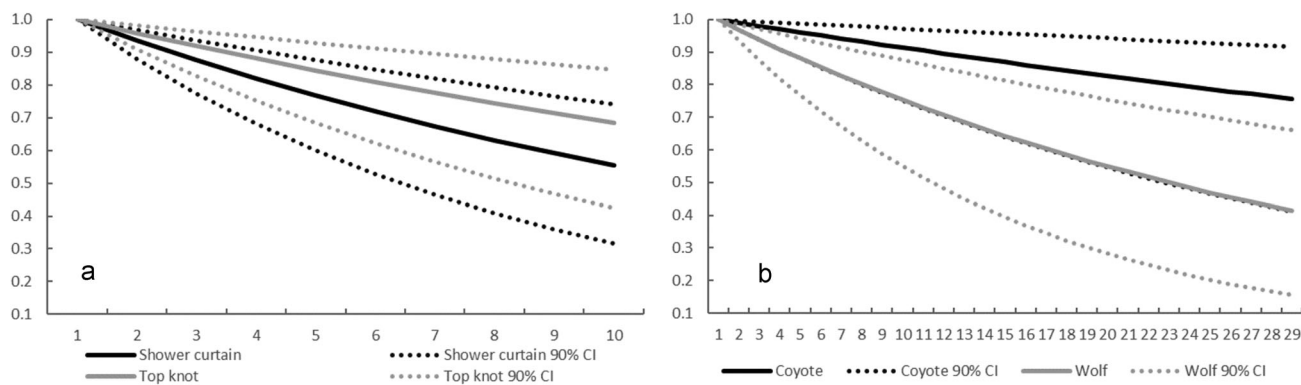 1.0
0.9
0.8
0.7
0.6
0.5
0.4
0.3
0.2
0.1
a
1 2 3 4 5 6 7 8 9 10
Shower curtain Shower curtain 90% CI
Top knot Top knot 90% CI
1.0
0.9
0.8
0.7
0.6
0.5
0.4
0.3
0.2
0.1
b
1 2 3 4 5 6 7 8 9 10 11 12 13 14 15 16 17 18 19 20 21 22 23 24 25 26 27 28 29
Coyote Coyote 90% CI Wolf Wolf 90% CI